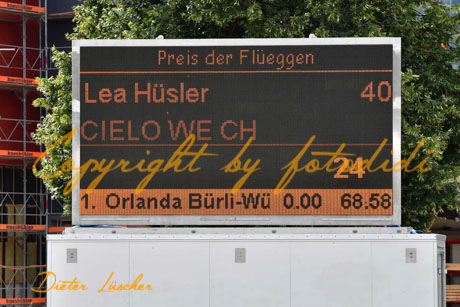 Preis der Flüeggen
Lea Hüsler 40
CIELO WE CH
Copyright by fotodidi
24
1. Orlanda Bürli-Wü 0.00 68.58
Dieter Lüscher